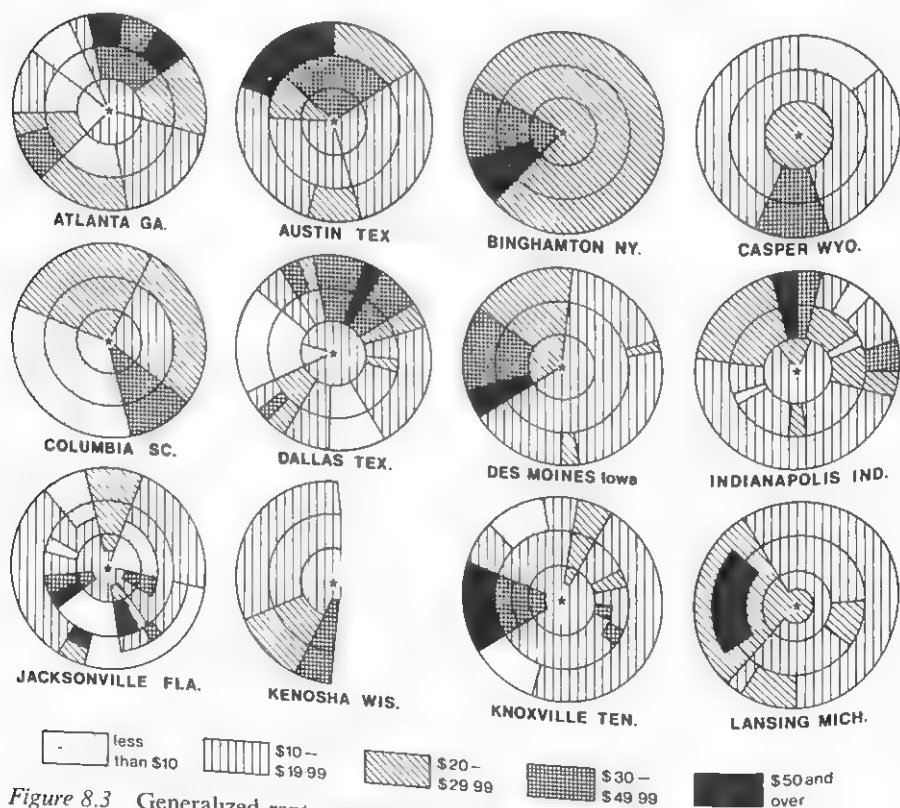 ATLANTA GA.
AUSTIN TEX
BINGHAMTON NY.
CASPER WYO.
COLUMBIA SC.
DALLAS TEX.
DES MOINES Iowa
INDIANAPOLIS IND.
JACKSONVILLE FLA.
KENOSHA WIS.
KNOXVILLE TEN.
LANSING MICH.
less
than $10
$10—
$19·99
$20-
$29·99
$30—
$49·99
$50 and
over
Figure 8.3 Generalized